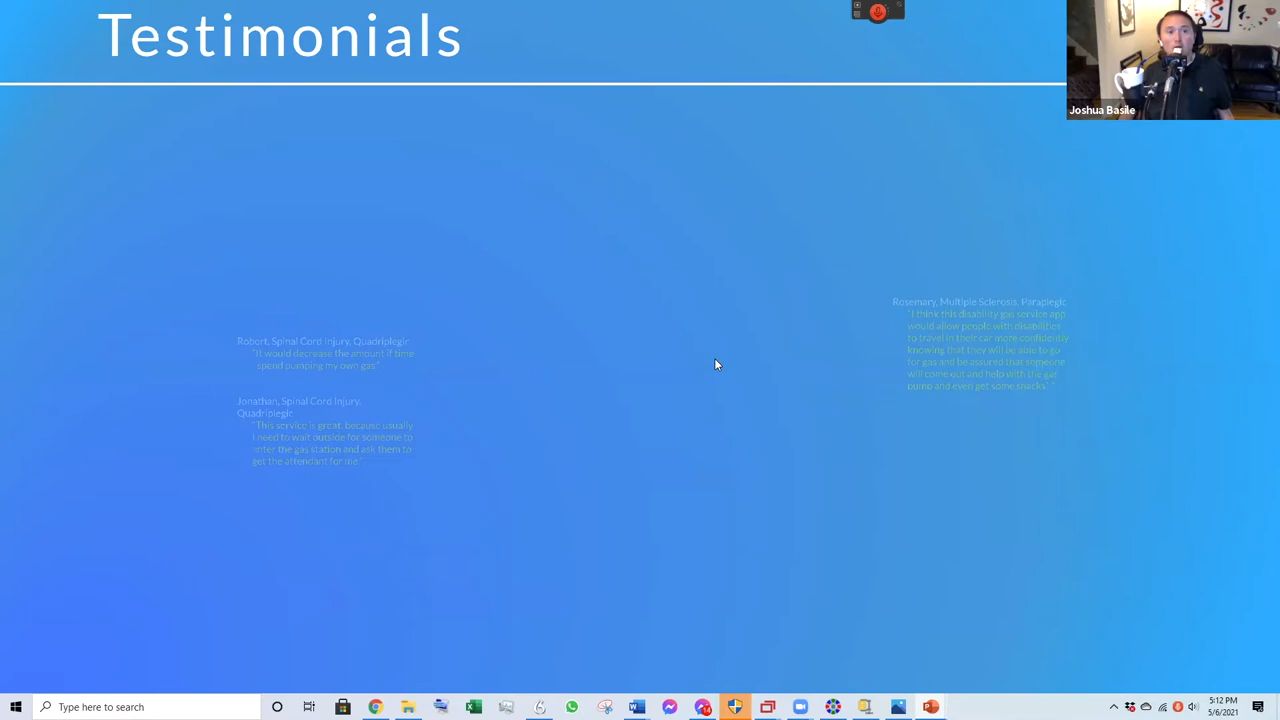 Testimonials
Joshua Basile
Robert, Spinal Cord Injury, Quadriplegic
"It would decrease the amount if time
spend pumping my own gas"
Jonathan, Spinal Cord Injury,
Quadriplegic
"This service is great, because usually
I need to wait outside for someone to
enter the gas station and ask them to
get the attendant for me."
Rosemary, Multiple Sclerosis, Paraplegic
"I think this disability gas service app
would allow people with disabilities
to travel in their car more confidently
knowing that they will be able to go
for gas and be assured that someone
will come out and help with the gas
pump and even get some snacks. "
Type here to search
14
5:12 PM
5/6/2021